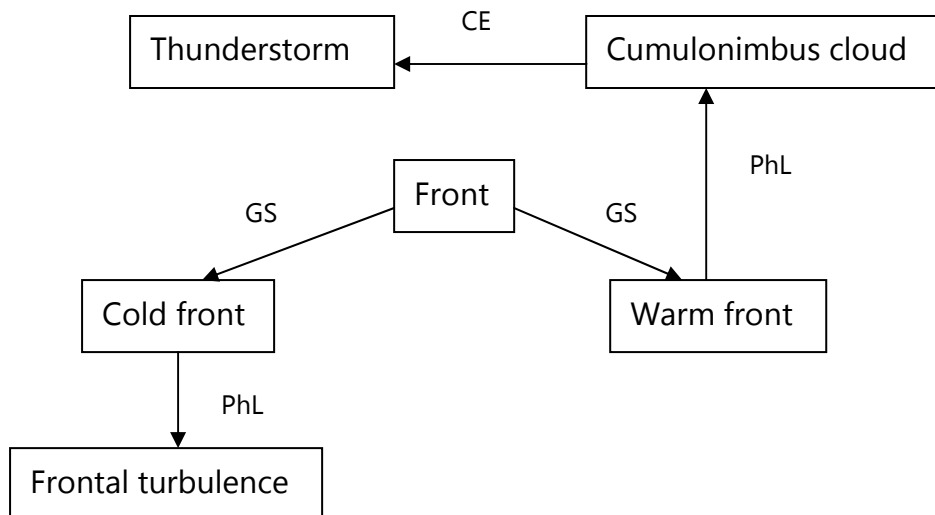 CE
Thunderstorm
Cumulonimbus cloud
PhL
Front
GS
GS
Cold front
Warm front
PhL
Frontal turbulence